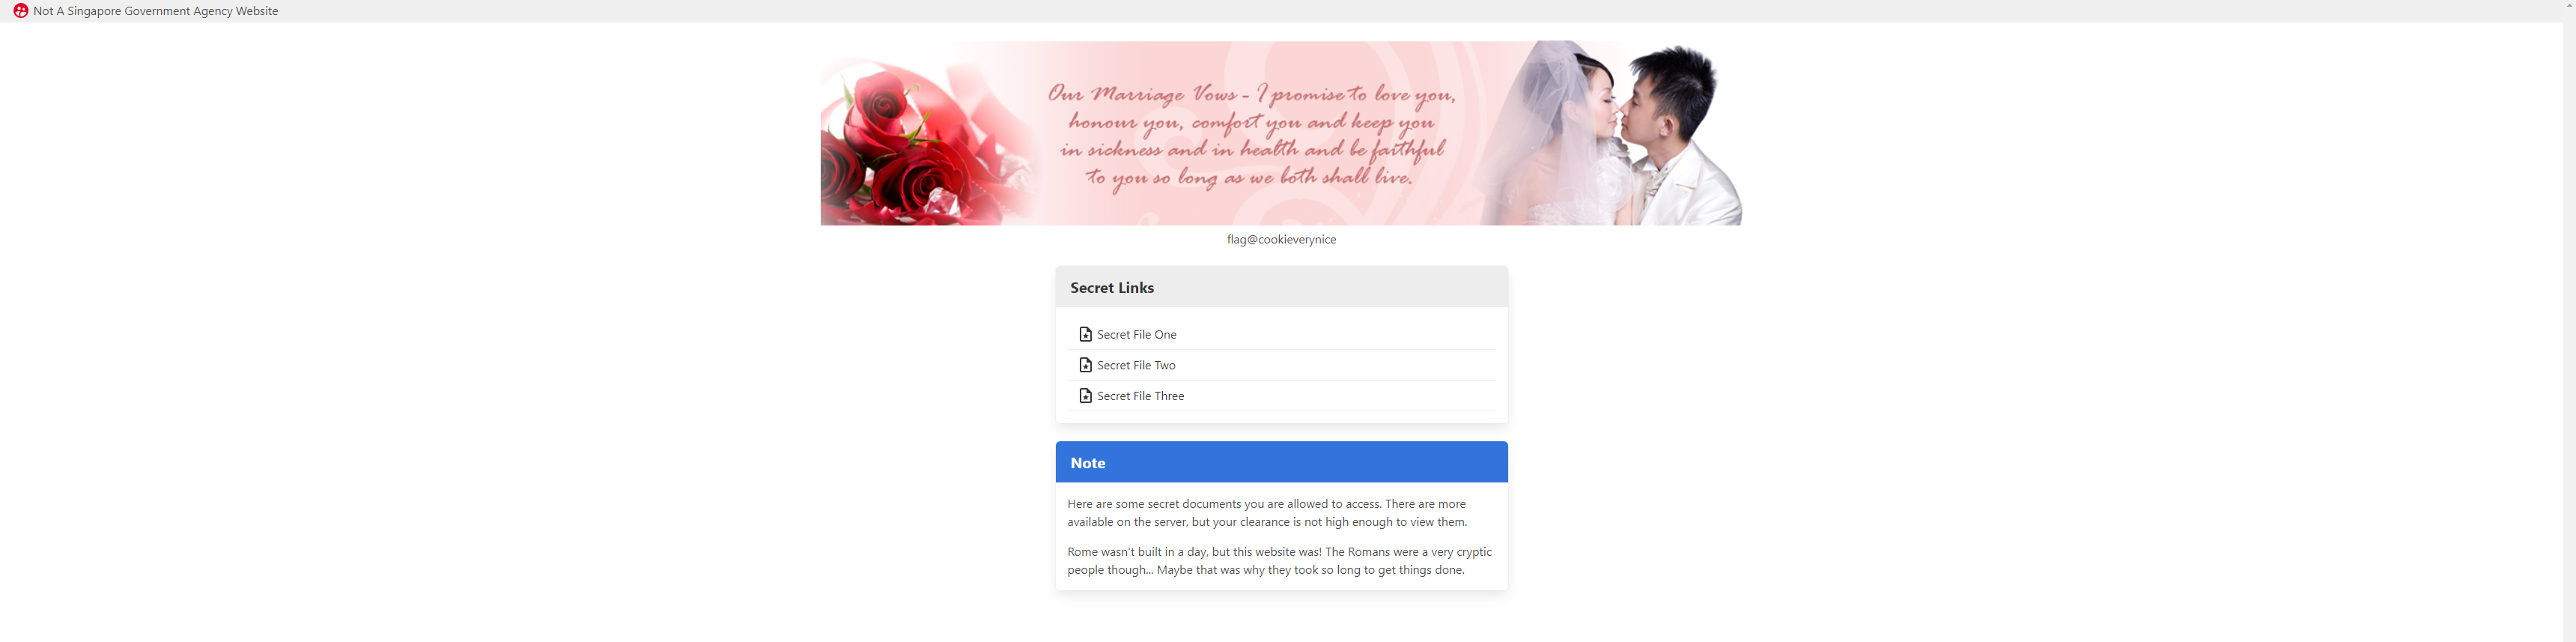 Not A Singapore Government Agency Website
Our Marriage Vows - I promise to love you,
honour you, comfort you and keep you
in sickness and in health and be faithful
to you so long as we both shall live.
flag@cookieverynice
Secret Links
Secret File One
Secret File Two
Secret File Three
Note
Here are some secret documents you are allowed to access. There are more
available on the server, but your clearance is not high enough to view them.
Rome wasn't built in a day, but this website was! The Romans were a very cryptic
people though... Maybe that was why they took so long to get things done.